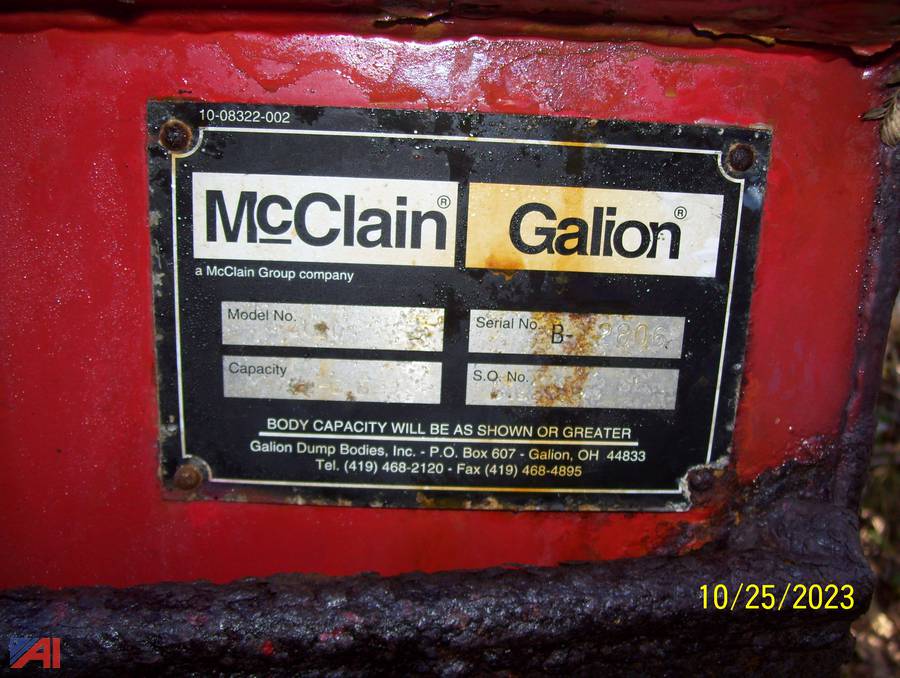 10-08322-002
McClain® Galion®
a McClain Group company
Model No.
Serial No. B- 2806
Capacity
S.O. No.
BODY CAPACITY WILL BE AS SHOWN OR GREATER
Galion Dump Bodies, Inc. - P.O. Box 607 - Galion, OH 44833
Tel. (419) 468-2120 - Fax (419) 468-4895
10/25/2023
AI